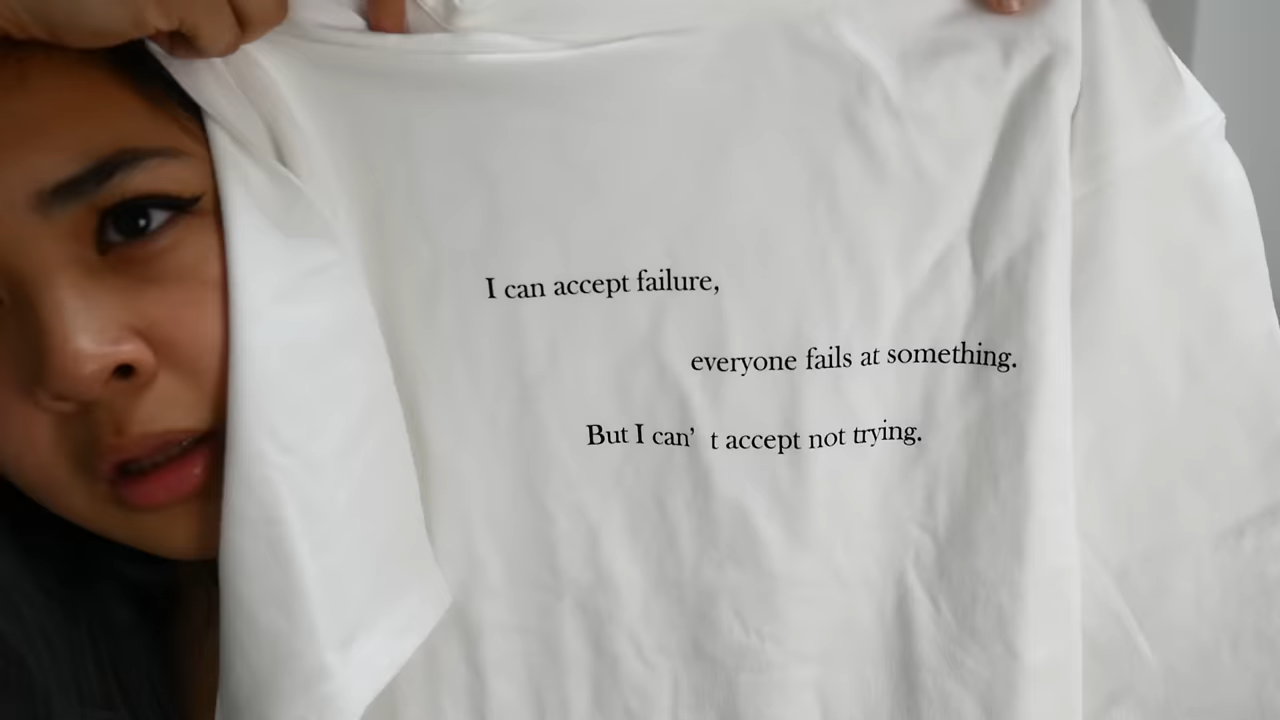 I can accept failure,
everyone fails at something.
But I can’ t accept not trying.